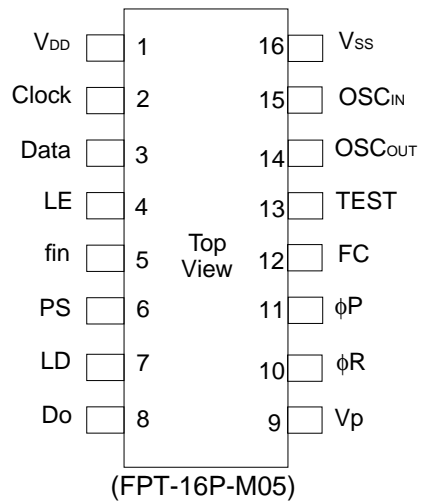 VDD 1 16 VSS
Clock 2 15 OSCIN
Data 3 14 OSCOUT
LE 4 13 TEST
fin 5 Top 12 FC
View
PS 6 11 ϕP
LD 7 10 ϕR
Do 8 9 Vp
(FPT-16P-M05)